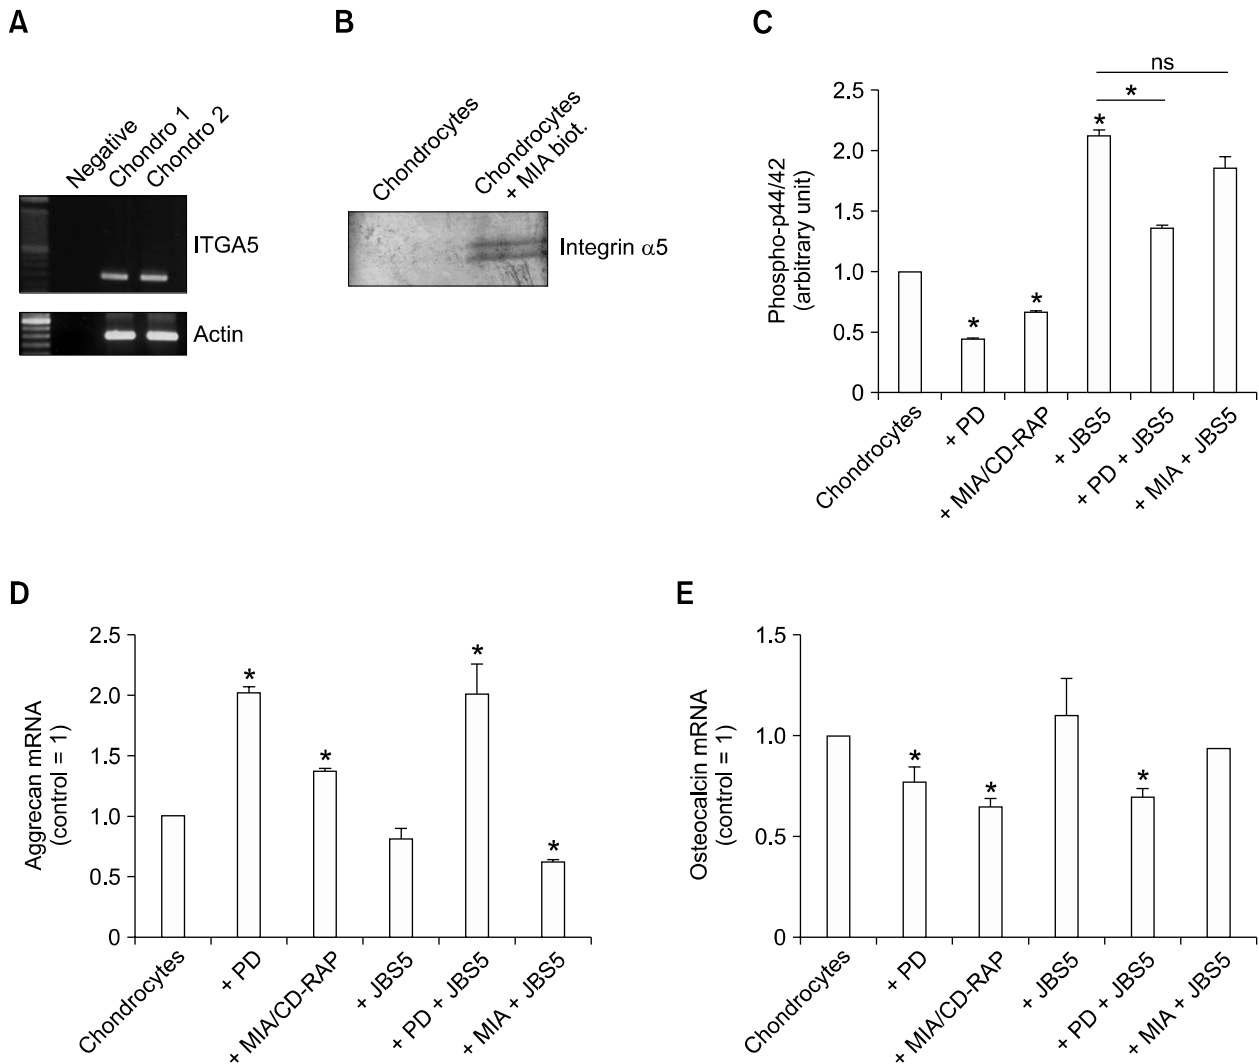 A
Negative
Chondro 1
Chondro 2
ITGA5
Actin
B
Chondrocytes
Chondrocytes
+ MIA biot.
Integrin α5
C
Phospho-p44/42
(arbitrary unit)
2.5
2.0
1.5
1.0
0.5
0
ns
*
*
*
*
Chondrocytes
+ PD
+ MIA/CD-RAP
+ JBS5
+ PD + JBS5
+ MIA + JBS5
D
Aggrecan mRNA
(control = 1)
2.5
2.0
1.5
1.0
0.5
0
*
*
*
*
Chondrocytes
+ PD
+ MIA/CD-RAP
+ JBS5
+ PD + JBS5
+ MIA + JBS5
E
Osteocalcin mRNA
(control = 1)
1.5
1.0
0.5
0
*
*
*
Chondrocytes
+ PD
+ MIA/CD-RAP
+ JBS5
+ PD + JBS5
+ MIA + JBS5